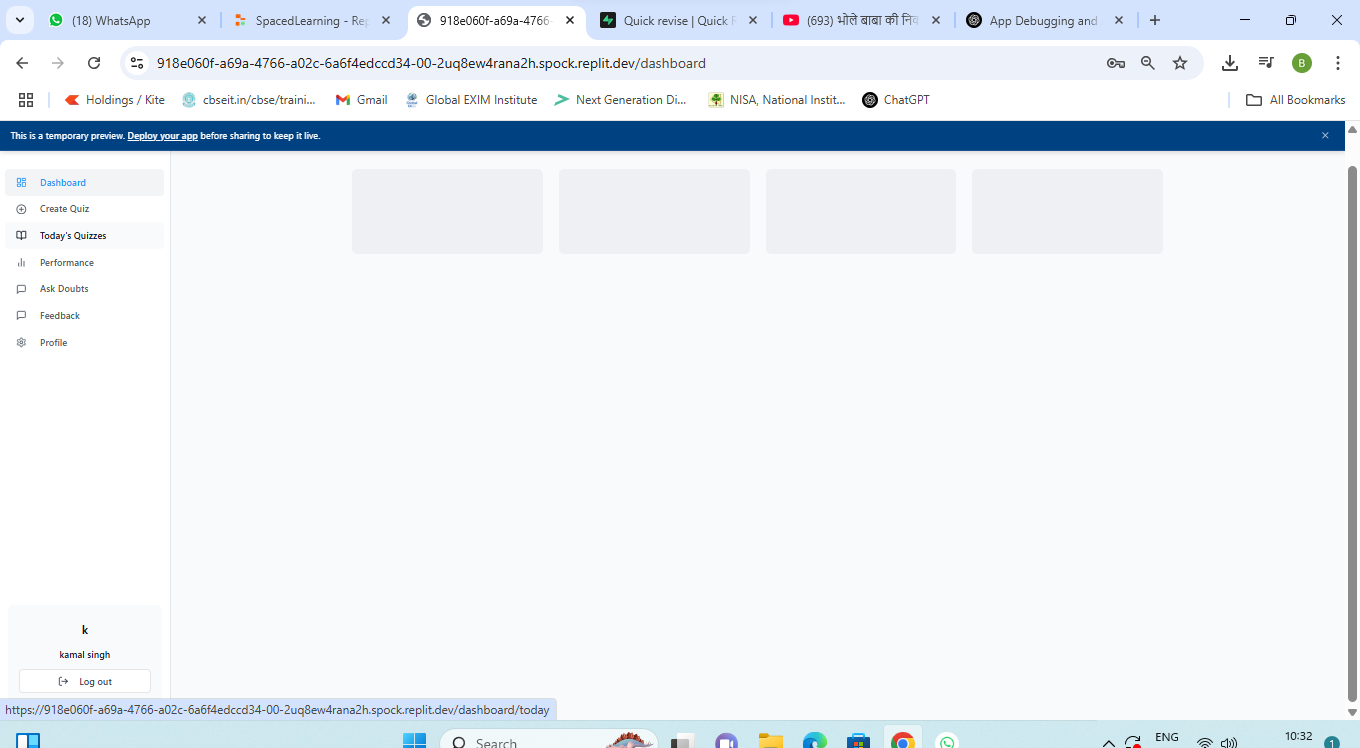 (18) WhatsApp
SpacedLearning - Rep
918e060f-a69a-4766-
Quick revise | Quick R
(693) भोले बाबा की निक
App Debugging and
918e060f-a69a-4766-a02c-6a6f4edccd34-00-2uq8ew4rana2h.spock.replit.dev/dashboard
B
Holdings / Kite
cbseit.in/cbse/traini...
Gmail
Global EXIM Institute
Next Generation Di...
NISA, National Instit...
ChatGPT
All Bookmarks
This is a temporary preview. Deploy your app before sharing to keep it live.
Dashboard
Create Quiz
Today's Quizzes
Performance
Ask Doubts
Feedback
Profile
k
kamal singh
Log out
https://918e060f-a69a-4766-a02c-6a6f4edccd34-00-2uq8ew4rana2h.spock.replit.dev/dashboard/today
Search
ENG
10:32
1